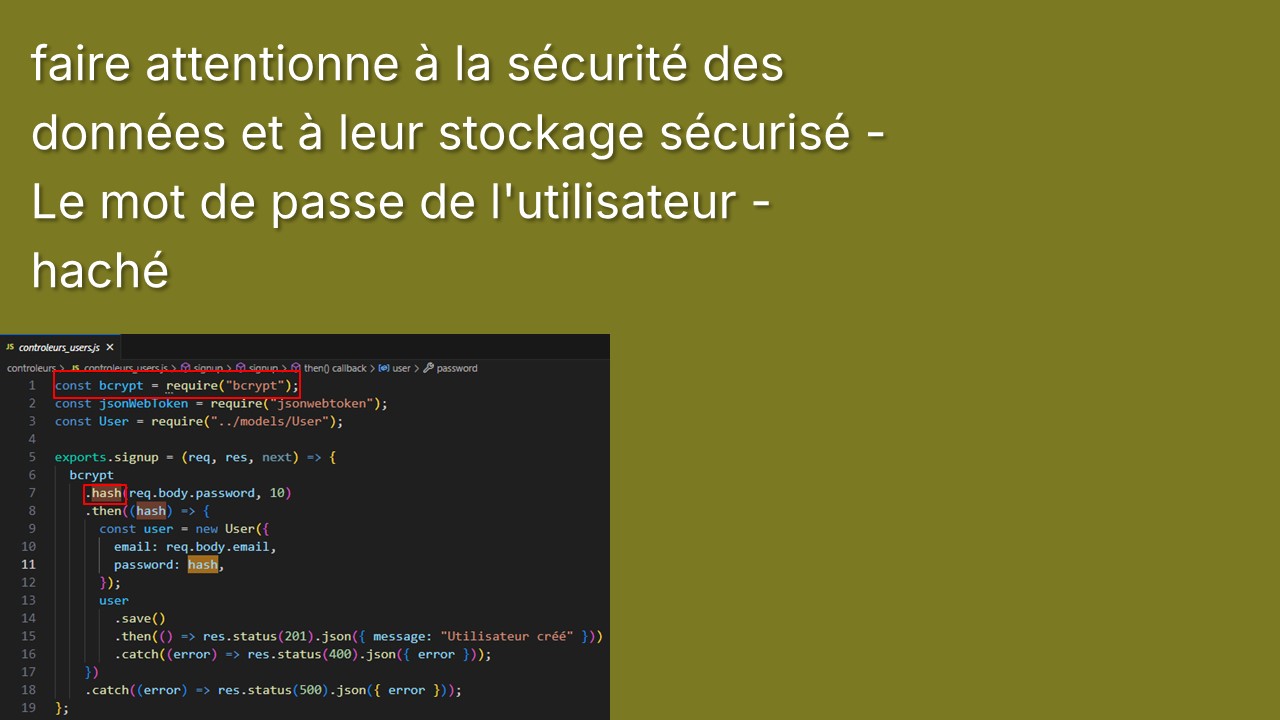 faire attentionne à la sécurité des
données et à leur stockage sécurisé -
Le mot de passe de l'utilisateur -
haché
JS controleurs_users.js ×
controleurs > JS controleurs_users.js > signup > signup > then() callback > user > password
1 const bcrypt = require("bcrypt");
2 const jsonWebToken = require("jsonwebtoken");
3 const User = require("../models/User");
4
5 exports.signup = (req, res, next) => {
6 bcrypt
7 .hash(req.body.password, 10)
8 .then((hash) => {
9 const user = new User({
10 email: req.body.email,
11 password: hash,
12 });
13 user
14 .save()
15 .then(() => res.status(201).json({ message: "Utilisateur créé" }))
16 .catch((error) => res.status(400).json({ error }));
17 })
18 .catch((error) => res.status(500).json({ error }));
19 };